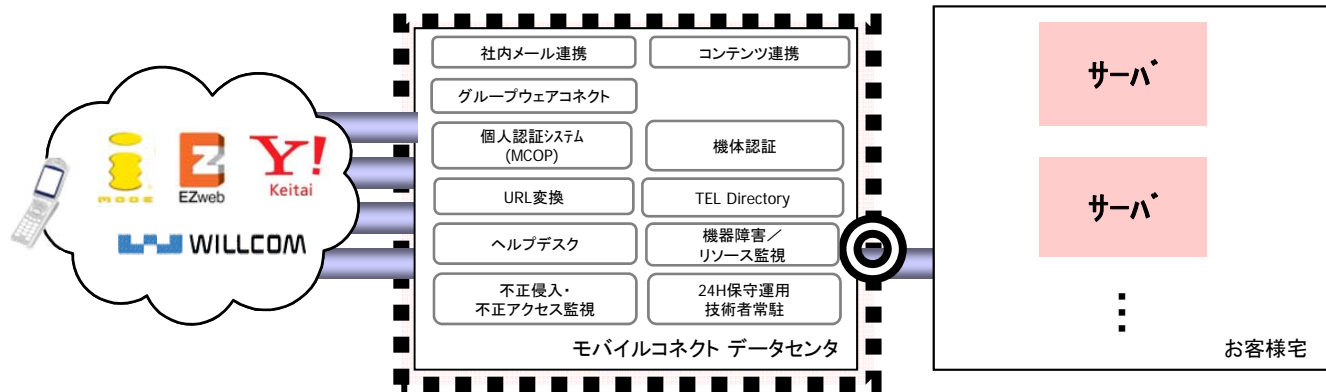 社内メール連携
コンテンツ連携
グループウェアコネクト
個人認証システム
(MCOP)
機体認証
URL変換
TEL Directory
ヘルプデスク
機器障害／
リソース監視
不正侵入・
不正アクセス監視
24H保守運用
技術者常駐
モバイルコネクト データセンタ
i
MODE
EZ
EZweb
Y!
Keitai
WILLCOM
サーバ
サーバ
お客様宅